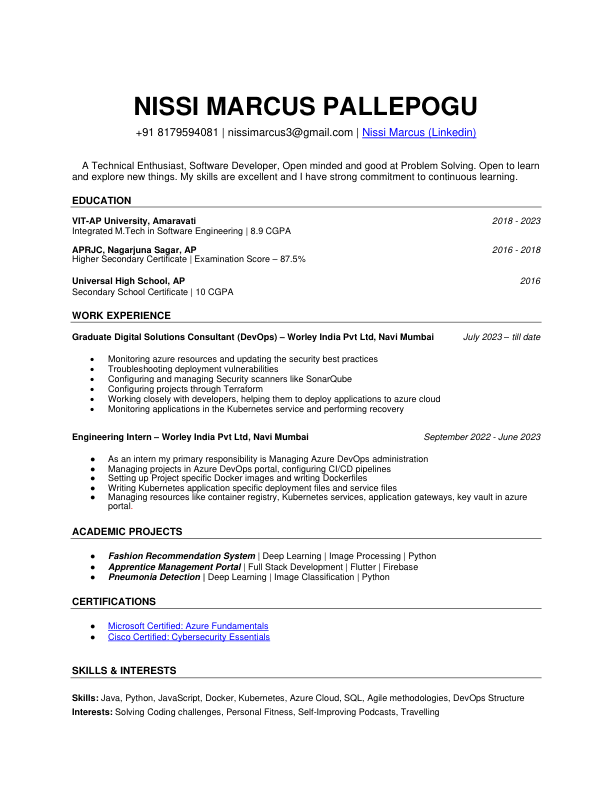 NISSI MARCUS PALLEPOGU
+91 8179594081 | nissimarcus3@gmail.com | Nissi Marcus (Linkedin)
A Technical Enthusiast, Software Developer, Open minded and good at Problem Solving. Open to learn
and explore new things. My skills are excellent and I have strong commitment to continuous learning.
EDUCATION
VIT-AP University, Amaravati 2018 - 2023
Integrated M.Tech in Software Engineering | 8.9 CGPA
APRJC, Nagarjuna Sagar, AP 2016 - 2018
Higher Secondary Certificate | Examination Score – 87.5%
Universal High School, AP 2016
Secondary School Certificate | 10 CGPA
WORK EXPERIENCE
Graduate Digital Solutions Consultant (DevOps) – Worley India Pvt Ltd, Navi Mumbai July 2023 – till date
● Monitoring azure resources and updating the security best practices
● Troubleshooting deployment vulnerabilities
● Configuring and managing Security scanners like SonarQube
● Configuring projects through Terraform
● Working closely with developers, helping them to deploy applications to azure cloud
● Monitoring applications in the Kubernetes service and performing recovery
Engineering Intern – Worley India Pvt Ltd, Navi Mumbai September 2022 - June 2023
● As an intern my primary responsibility is Managing Azure DevOps administration
● Managing projects in Azure DevOps portal, configuring CI/CD pipelines
● Setting up Project specific Docker images and writing Dockerfiles
● Writing Kubernetes application specific deployment files and service files
● Managing resources like container registry, Kubernetes services, application gateways, key vault in azure
portal.
ACADEMIC PROJECTS
● Fashion Recommendation System | Deep Learning | Image Processing | Python
● Apprentice Management Portal | Full Stack Development | Flutter | Firebase
● Pneumonia Detection | Deep Learning | Image Classification | Python
CERTIFICATIONS
● Microsoft Certified: Azure Fundamentals
● Cisco Certified: Cybersecurity Essentials
SKILLS & INTERESTS
Skills: Java, Python, JavaScript, Docker, Kubernetes, Azure Cloud, SQL, Agile methodologies, DevOps Structure
Interests: Solving Coding challenges, Personal Fitness, Self-Improving Podcasts, Travelling